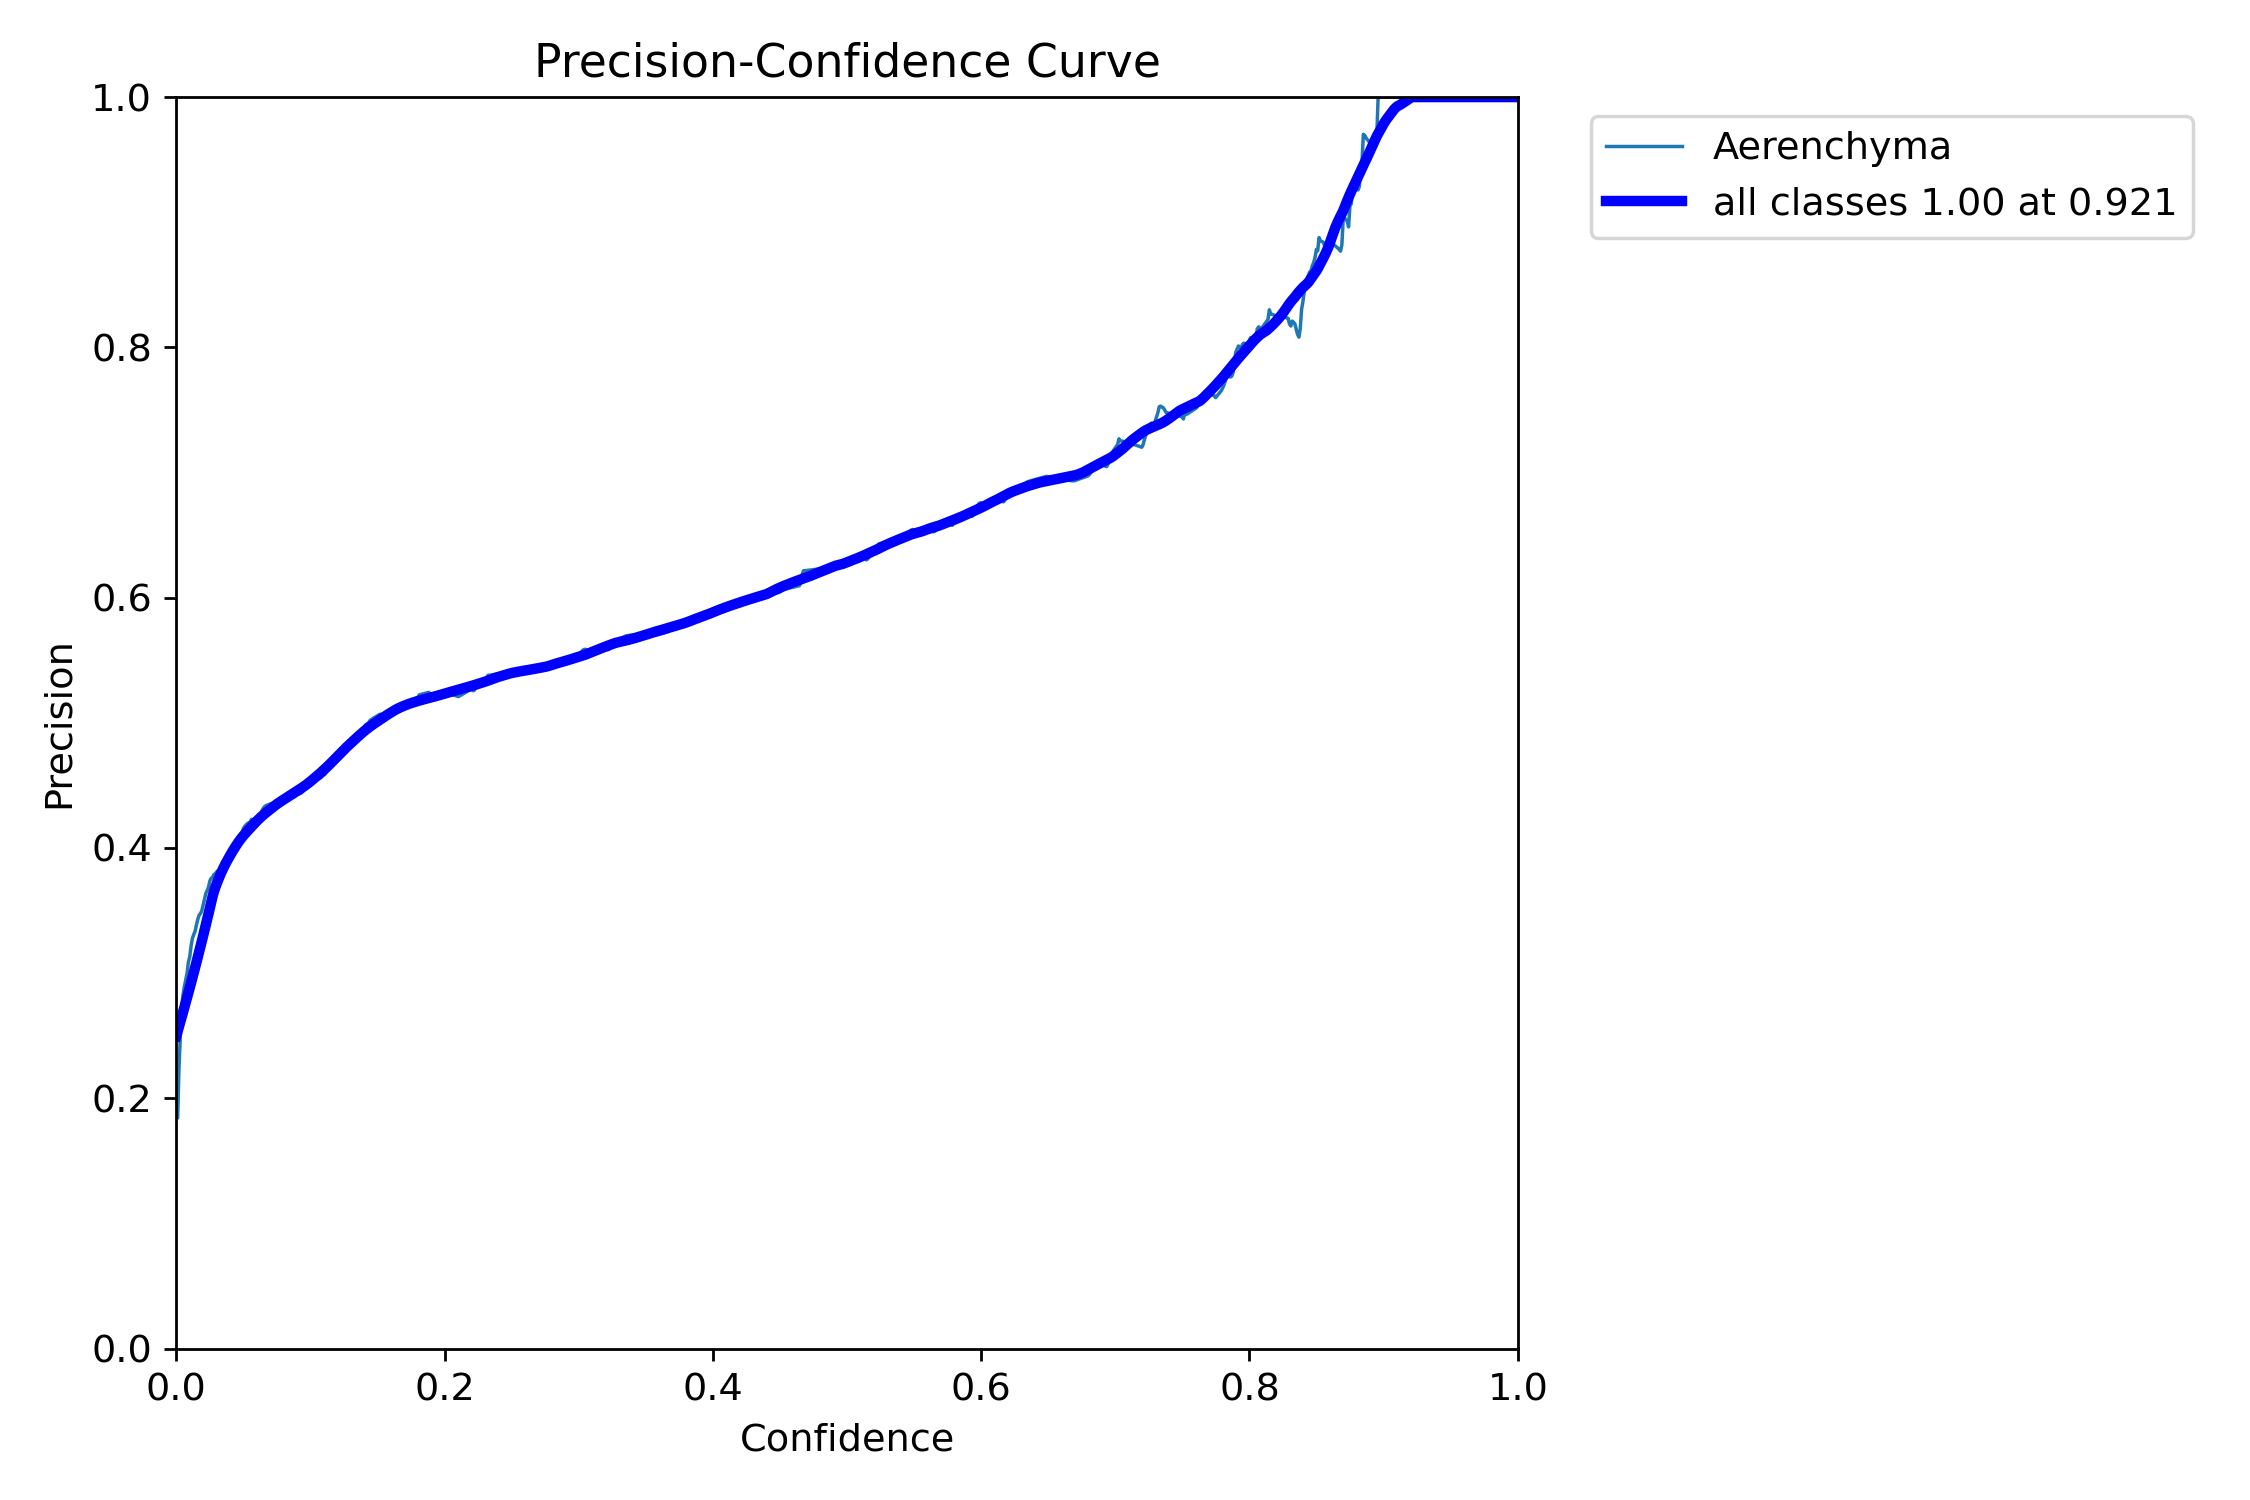 Precision-Confidence Curve
Aerenchyma
all classes 1.00 at 0.921
Precision
1.0
0.8
0.6
0.4
0.2
0.0
0.0 0.2 0.4 0.6 0.8 1.0
Confidence